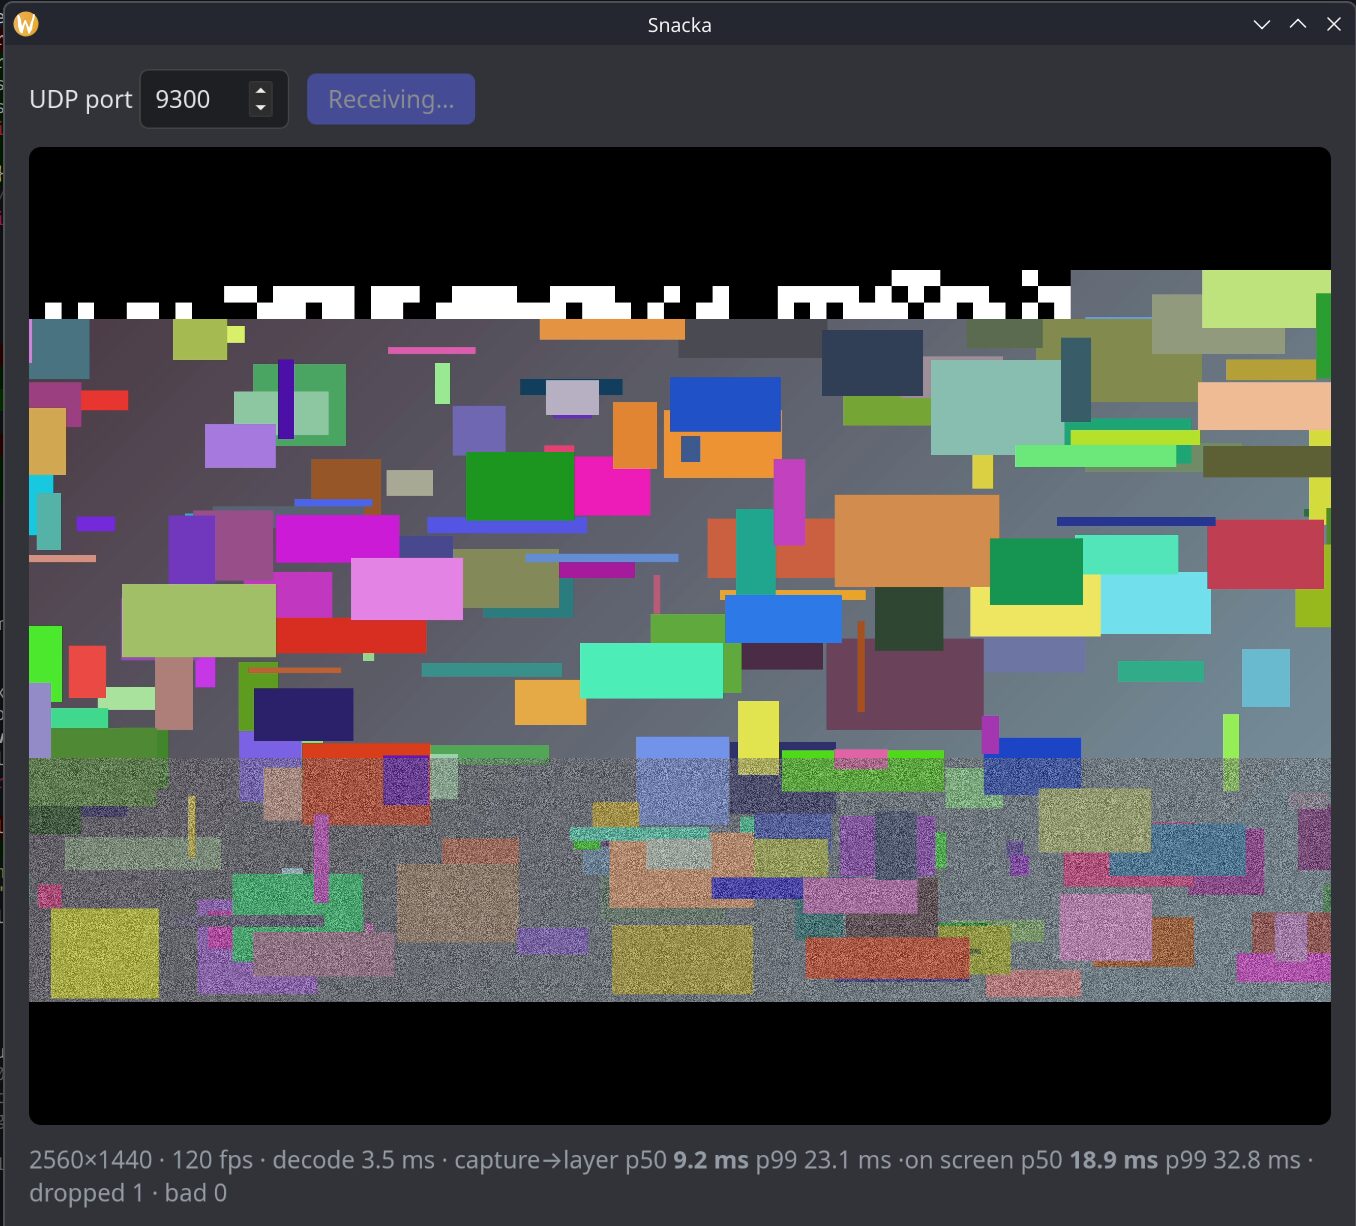 Snacka
UDP port 9300 Receiving...
2560×1440 · 120 fps · decode 3.5 ms · capture→layer p50 9.2 ms p99 23.1 ms ·on screen p50 18.9 ms p99 32.8 ms ·
dropped 1 · bad 0